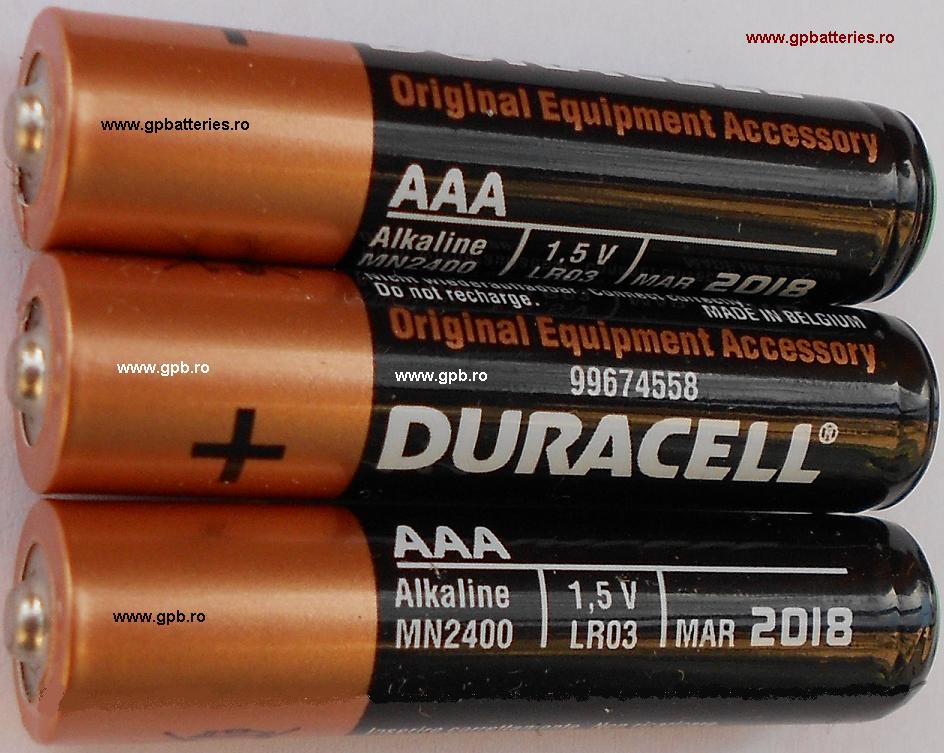 www.gpbatteries.ro
www.gpbatteries.ro
Original Equipment Accessory
AAA
Alkaline 1.5 V
MN2400 LR03 MAR 2018
Do not recharge.
MADE IN BELGIUM
Original Equipment Accessory
www.gpb.ro
www.gpb.ro
99674558
+
DURACELL®
AAA
Alkaline 1,5 V
MN2400 LR03 MAR 2018
www.gpb.ro